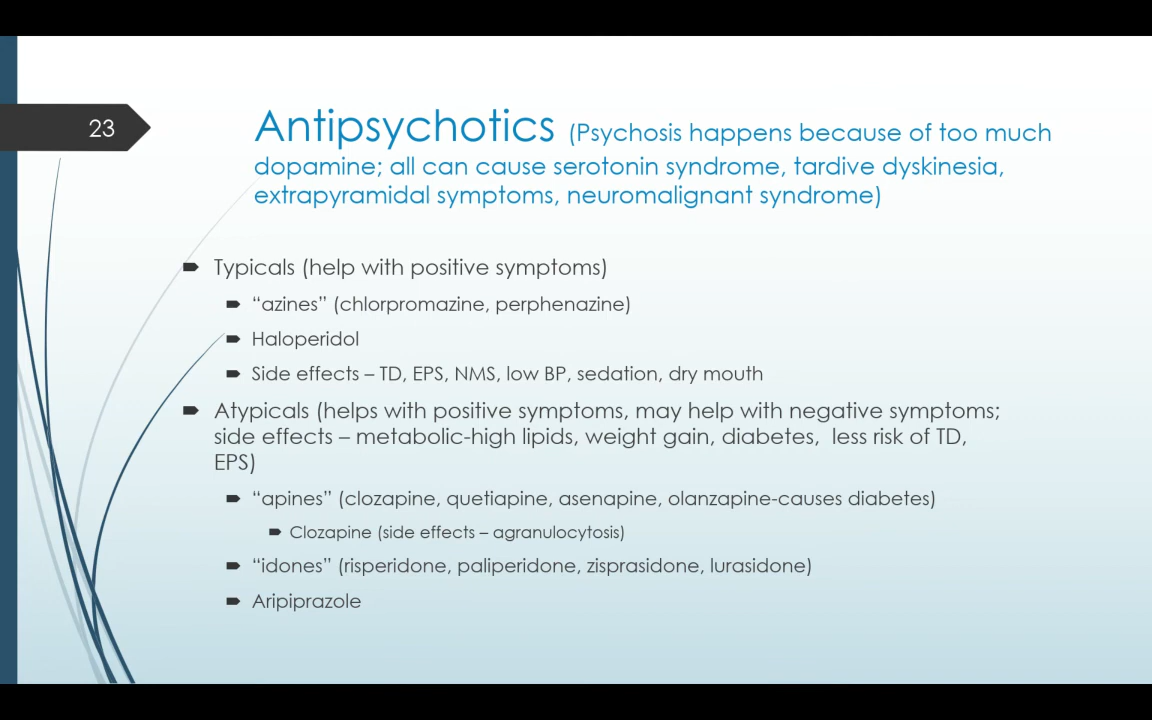 23
Antipsychotics (Psychosis happens because of too much
dopamine; all can cause serotonin syndrome, tardive dyskinesia,
extrapyramidal symptoms, neuromalignant syndrome)
Typicals (help with positive symptoms)
“azines” (chlorpromazine, perphenazine)
Haloperidol
Side effects – TD, EPS, NMS, low BP, sedation, dry mouth
Atypicals (helps with positive symptoms, may help with negative symptoms;
side effects – metabolic-high lipids, weight gain, diabetes, less risk of TD,
EPS)
“apines” (clozapine, quetiapine, asenapine, olanzapine-causes diabetes)
Clozapine (side effects – agranulocytosis)
“idones” (risperidone, paliperidone, zisprasidone, lurasidone)
Aripiprazole